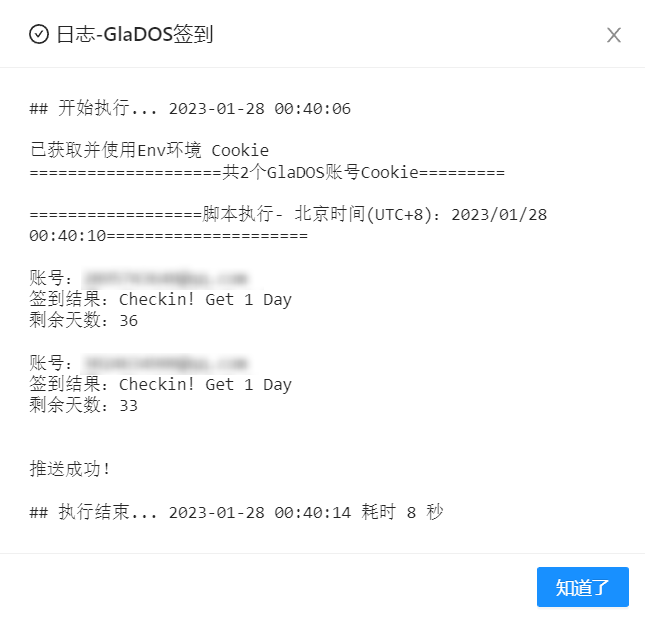 日志-GlaDOS签到
## 开始执行... 2023-01-28 00:40:06
已获取并使用Env环境 Cookie
====================共2个GlaDOS账号Cookie=========
==================脚本执行- 北京时间(UTC+8)：2023/01/28
00:40:10=====================
账号：
签到结果：Checkin! Get 1 Day
剩余天数：36
账号：
签到结果：Checkin! Get 1 Day
剩余天数：33
推送成功！
## 执行结束... 2023-01-28 00:40:14 耗时 8 秒
知道了